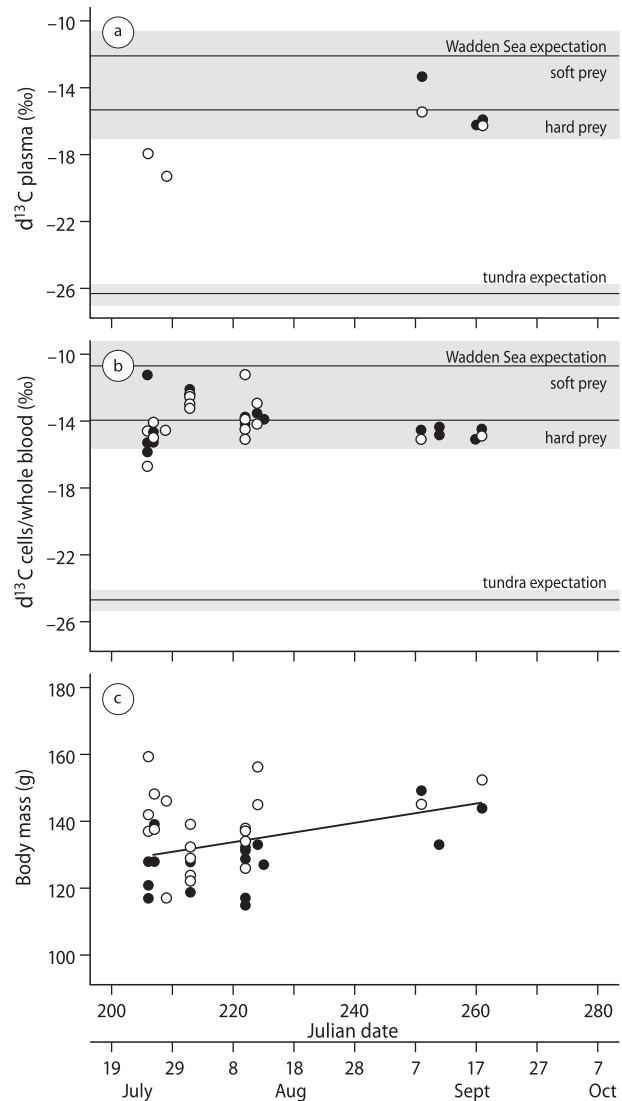 a
−10
−14
−18
−22
−26
d¹³C plasma (‰)
Wadden Sea expectation
soft prey
hard prey
tundra expectation
b
−10
−14
−18
−22
−26
d¹³C cells/whole blood (‰)
Wadden Sea expectation
soft prey
hard prey
tundra expectation
c
180
160
140
120
100
Body mass (g)
200 220 240 260 280
Julian date
19 29 8 18 28 7 17 27 7
July Aug Sept Oct